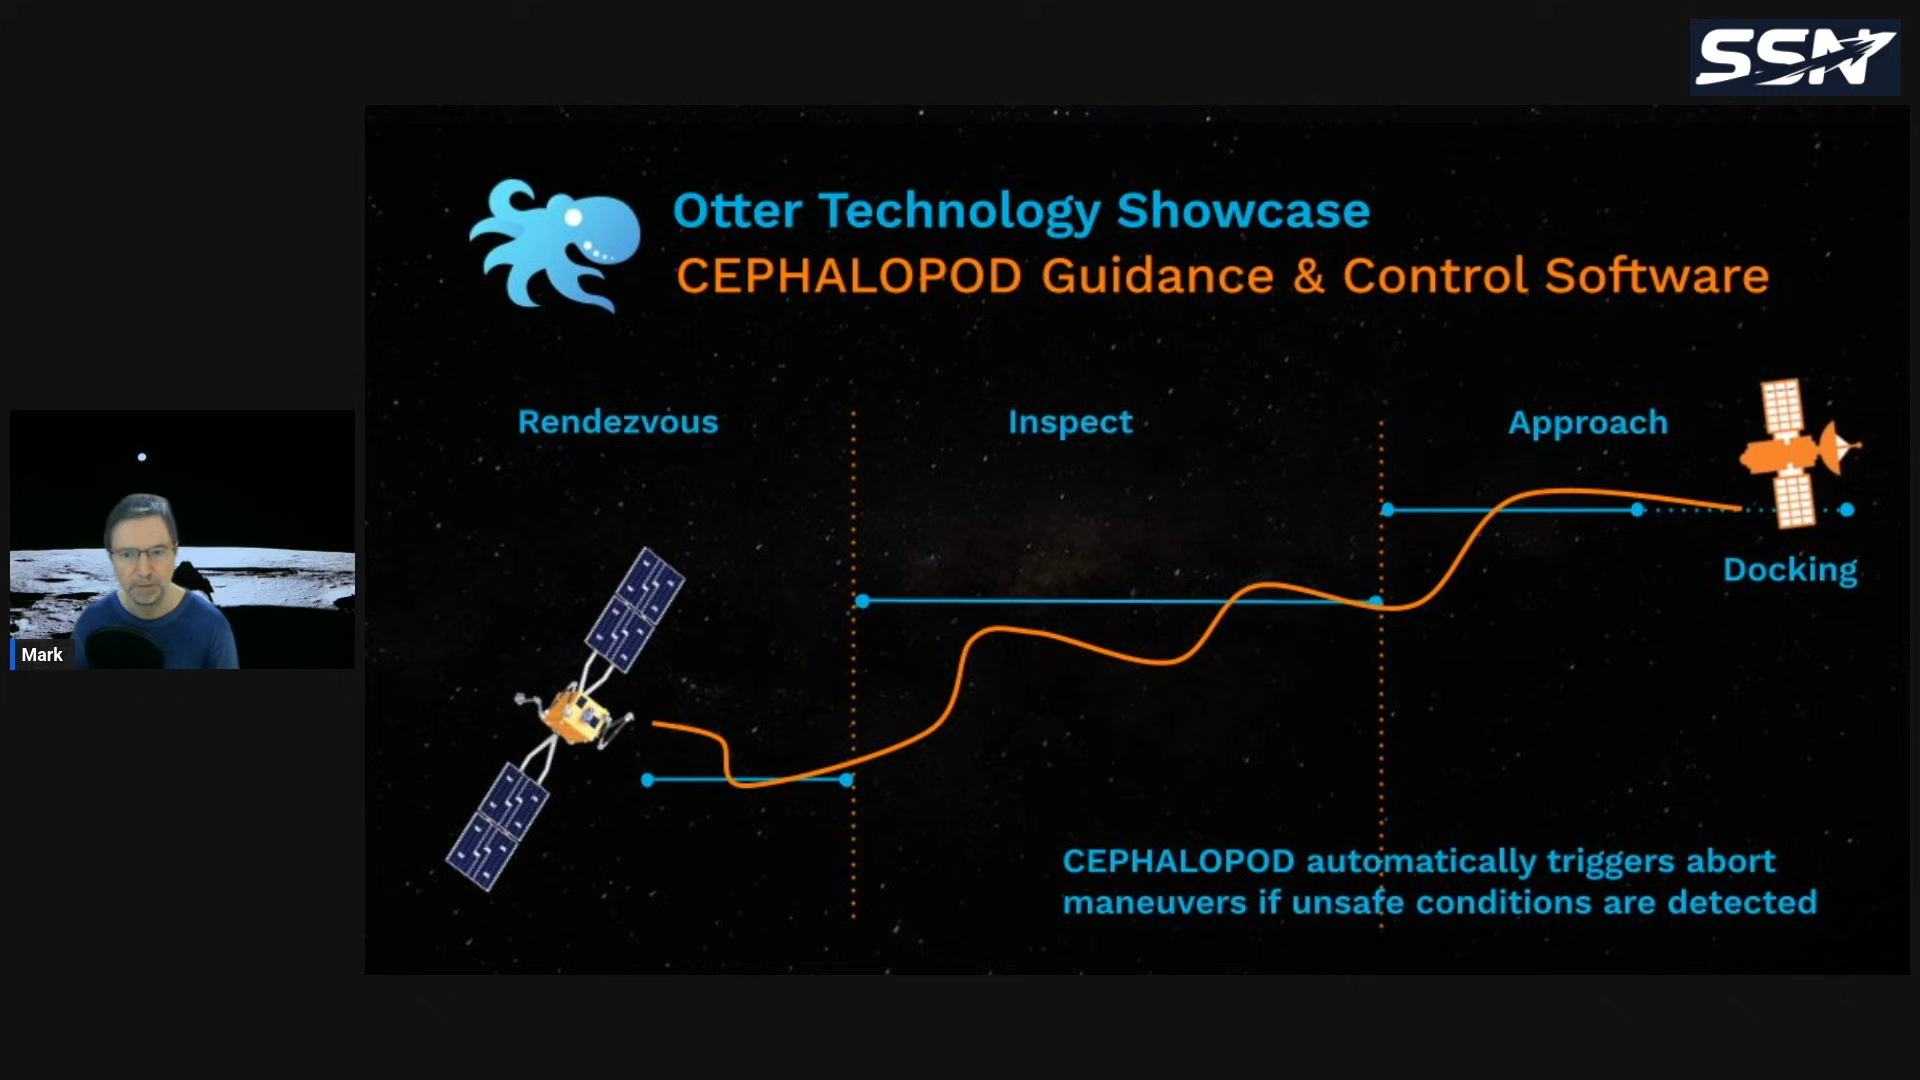 SSN
Otter Technology Showcase
CEPHALOPOD Guidance & Control Software
Rendezvous
Inspect
Approach
Docking
Mark
CEPHALOPOD automatically triggers abort
maneuvers if unsafe conditions are detected